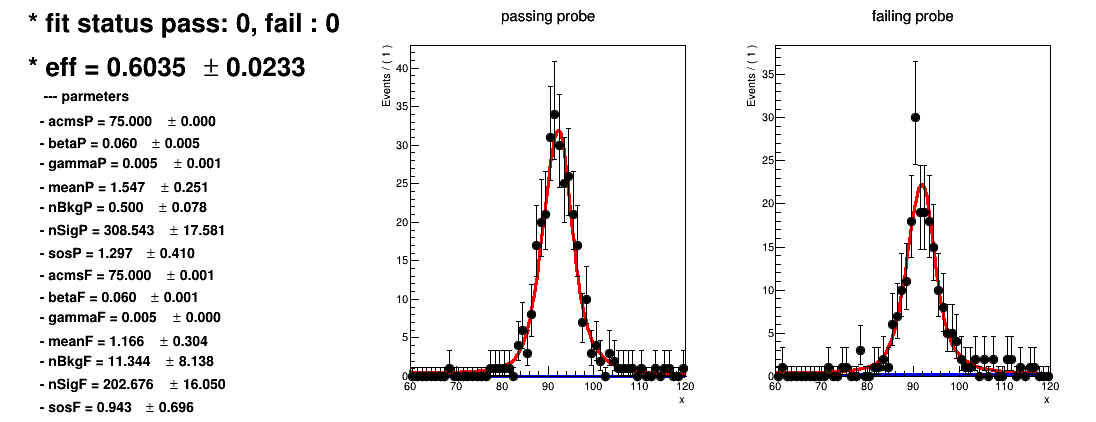 * fit status pass: 0, fail : 0
* eff = 0.6035 ± 0.0233
--- parmeters
- acmsP = 75.000 ± 0.000
- betaP = 0.060 ± 0.005
- gammaP = 0.005 ± 0.001
- meanP = 1.547 ± 0.251
- nBkgP = 0.500 ± 0.078
- nSigP = 308.543 ± 17.581
- sosP = 1.297 ± 0.410
- acmsF = 75.000 ± 0.001
- betaF = 0.060 ± 0.001
- gammaF = 0.005 ± 0.000
- meanF = 1.166 ± 0.304
- nBkgF = 11.344 ± 8.138
- nSigF = 202.676 ± 16.050
- sosF = 0.943 ± 0.696
passing probe
Events / ( 1 )
40
35
30
25
20
15
10
5
0
60 70 80 90 100 110 120
x
failing probe
Events / ( 1 )
35
30
25
20
15
10
5
0
60 70 80 90 100 110 120
x